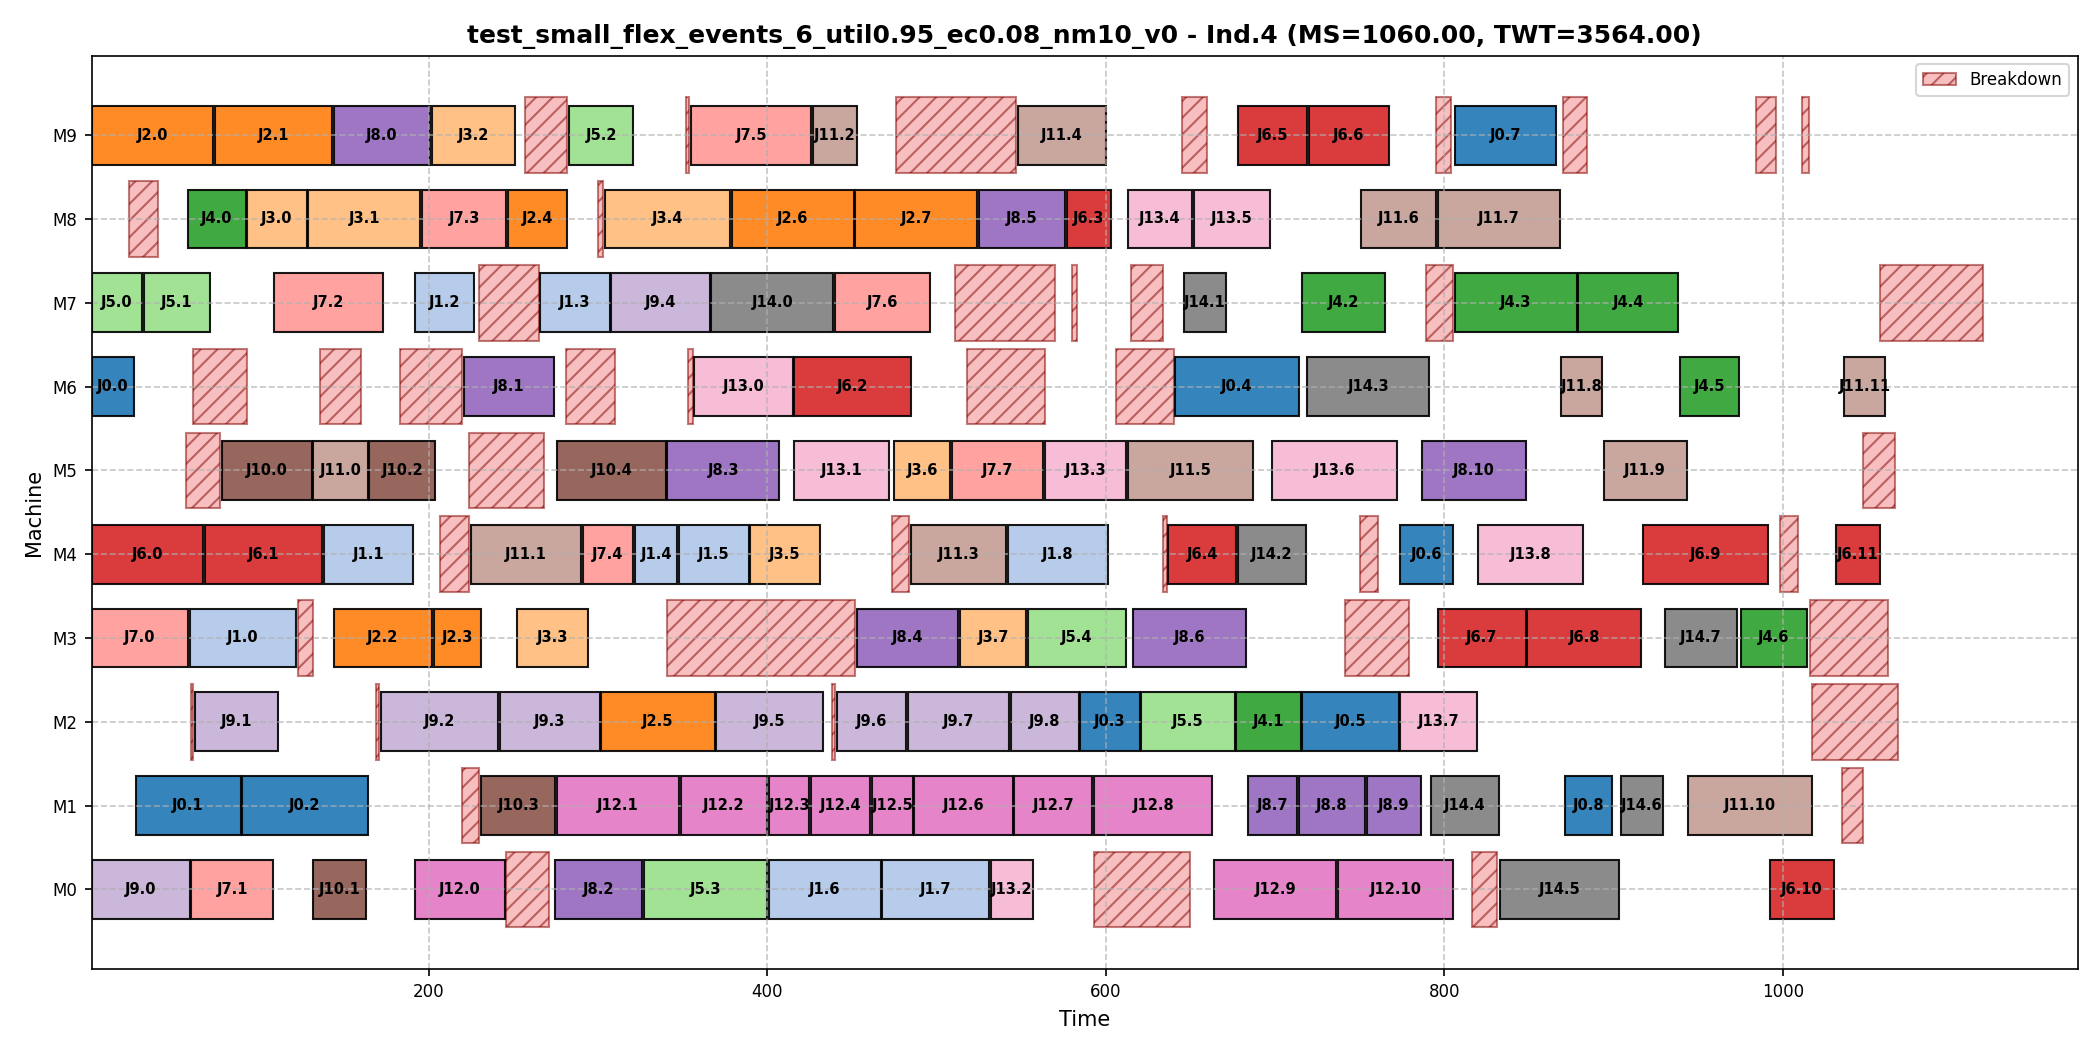 test_small_flex_events_6_util0.95_ec0.08_nm10_v0 - Ind.4 (MS=1060.00, TWT=3564.00)
Breakdown
M9 J2.0 J2.1 J8.0 J3.2 J5.2 J7.5 J11.2 J11.4 J6.5 J6.6 J0.7
M8 J4.0 J3.0 J3.1 J7.3 J2.4 J3.4 J2.6 J2.7 J8.5 J6.3 J13.4 J13.5 J11.6 J11.7
M7 J5.0 J5.1 J7.2 J1.2 J1.3 J9.4 J14.0 J7.6 J14.1 J4.2 J4.3 J4.4
M6 J0.0 J8.1 J13.0 J6.2 J0.4 J14.3 J11.8 J4.5 J11.11
M5 J10.0 J11.0 J10.2 J10.4 J8.3 J13.1 J3.6 J7.7 J13.3 J11.5 J13.6 J8.10 J11.9
M4 J6.0 J6.1 J1.1 J11.1 J7.4 J1.4 J1.5 J3.5 J11.3 J1.8 J6.4 J14.2 J0.6 J13.8 J6.9 J6.11
M3 J7.0 J1.0 J2.2 J2.3 J3.3 J8.4 J3.7 J5.4 J8.6 J6.7 J6.8 J14.7 J4.6
M2 J9.1 J9.2 J9.3 J2.5 J9.5 J9.6 J9.7 J9.8 J0.3 J5.5 J4.1 J0.5 J13.7
M1 J0.1 J0.2 J10.3 J12.1 J12.2 J12.3 J12.4 J12.5 J12.6 J12.7 J12.8 J8.7 J8.8 J8.9 J14.4 J0.8 J14.6 J11.10
M0 J9.0 J7.1 J10.1 J12.0 J8.2 J5.3 J1.6 J1.7 J13.2 J12.9 J12.10 J14.5 J6.10
Machine
200 400 600 800 1000
Time